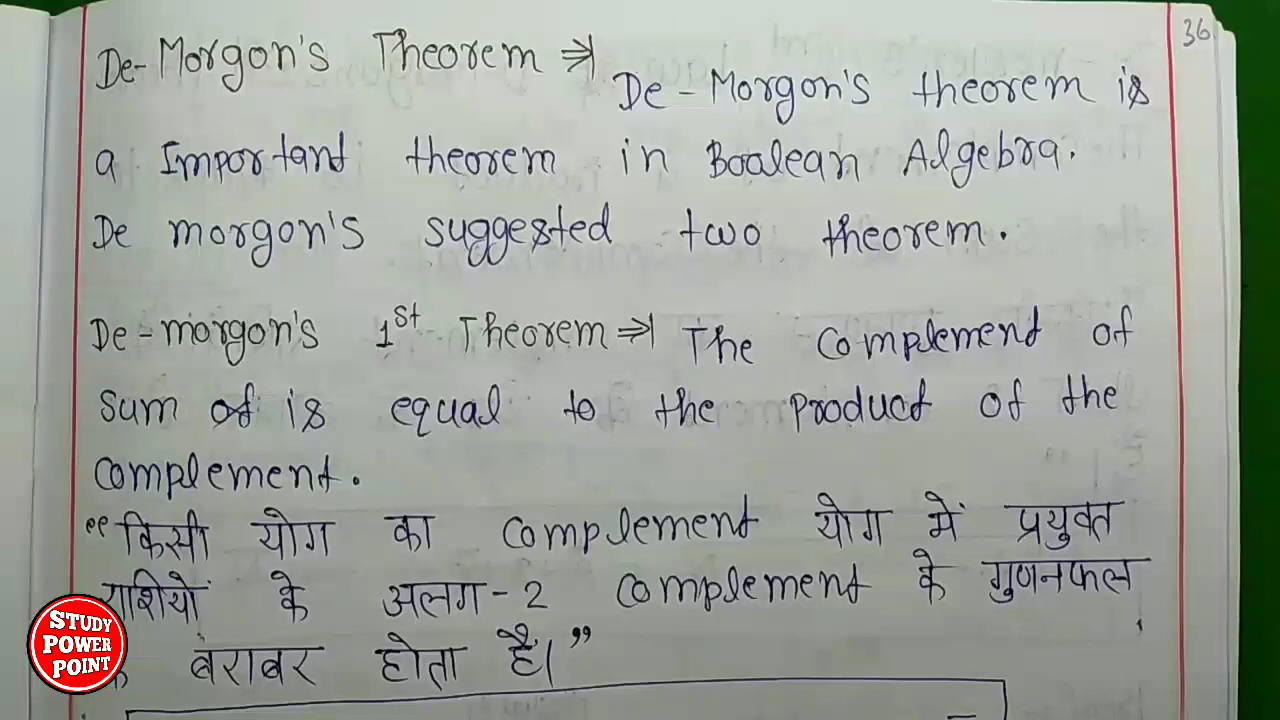 36
De-Morgon's Theorem ⇒
De-Morgon's theorem is
a Important theorem in Boolean Algebra.
De morgon's suggested two theorem.
De-morgon's 1st Theorem ⇒ The Complement of
Sum of is equal to the product of the
complement.
"किसी योग का complement योग में प्रयुक्त
राशियों के अलग-2 complement के गुणनफल
के बराबर होता है।"
STUDY
POWER
POINT